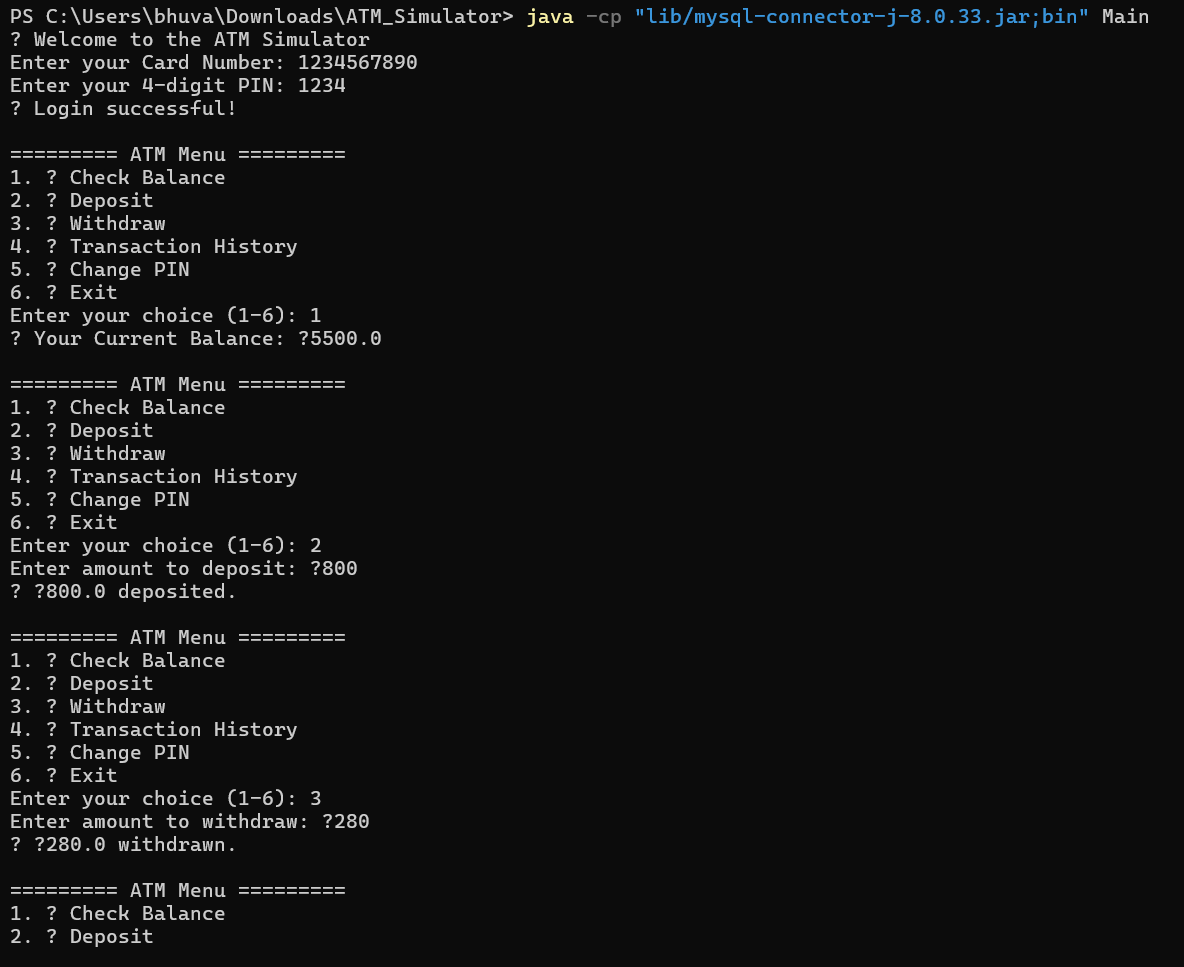 PS C:\Users\bhuva\Downloads\ATM_Simulator> java -cp "lib/mysql-connector-j-8.0.33.jar;bin" Main
? Welcome to the ATM Simulator
Enter your Card Number: 1234567890
Enter your 4-digit PIN: 1234
? Login successful!
========= ATM Menu =========
1. ? Check Balance
2. ? Deposit
3. ? Withdraw
4. ? Transaction History
5. ? Change PIN
6. ? Exit
Enter your choice (1-6): 1
? Your Current Balance: ?5500.0
========= ATM Menu =========
1. ? Check Balance
2. ? Deposit
3. ? Withdraw
4. ? Transaction History
5. ? Change PIN
6. ? Exit
Enter your choice (1-6): 2
Enter amount to deposit: ?800
? ?800.0 deposited.
========= ATM Menu =========
1. ? Check Balance
2. ? Deposit
3. ? Withdraw
4. ? Transaction History
5. ? Change PIN
6. ? Exit
Enter your choice (1-6): 3
Enter amount to withdraw: ?280
? ?280.0 withdrawn.
========= ATM Menu =========
1. ? Check Balance
2. ? Deposit